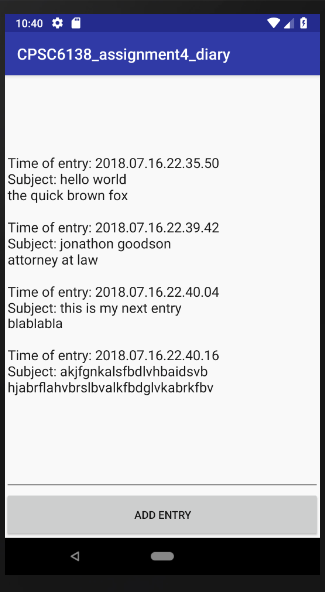 10:40
CPSC6138_assignment4_diary
Time of entry: 2018.07.16.22.35.50
Subject: hello world
the quick brown fox
Time of entry: 2018.07.16.22.39.42
Subject: jonathon goodson
attorney at law
Time of entry: 2018.07.16.22.40.04
Subject: this is my next entry
blablabla
Time of entry: 2018.07.16.22.40.16
Subject: akjfgnkalsfbdlvhbaidsvb
hjabrflahvbrslbvalkfbdglvkabrkfbv
ADD ENTRY